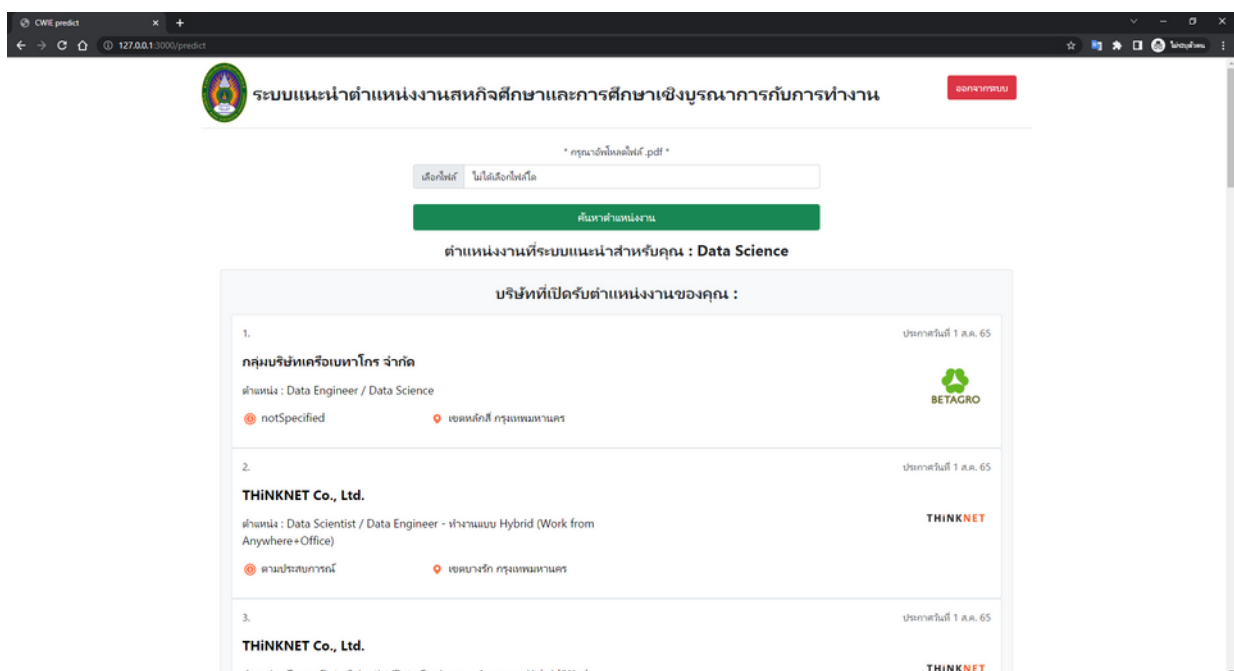 CWIE predict
127.0.0.1:3000/predict
ไม่ระบุตัวตน
ระบบแนะนำตำแหน่งงานสหกิจศึกษาและการศึกษาเชิงบูรณาการกับการทำงาน
ออกจากระบบ
* กรุณาอัพโหลดไฟล์ .pdf *
เลือกไฟล์ ไม่ได้เลือกไฟล์ใด
ค้นหาตำแหน่งงาน
ตำแหน่งงานที่ระบบแนะนำสำหรับคุณ : Data Science
บริษัทที่เปิดรับตำแหน่งงานของคุณ :
1. ประกาศวันที่ 1 ส.ค. 65
กลุ่มบริษัทเครือเบทาโกร จำกัด
ตำแหน่ง : Data Engineer / Data Science
BETAGRO
notSpecified เขตหลักสี่ กรุงเทพมหานคร
2. ประกาศวันที่ 1 ส.ค. 65
THiNKNET Co., Ltd.
ตำแหน่ง : Data Scientist / Data Engineer - ทำงานแบบ Hybrid (Work from
Anywhere+Office)
THiNKNET
ตามประสบการณ์ เขตบางรัก กรุงเทพมหานคร
3. ประกาศวันที่ 1 ส.ค. 65
THiNKNET Co., Ltd.
THiNKNET